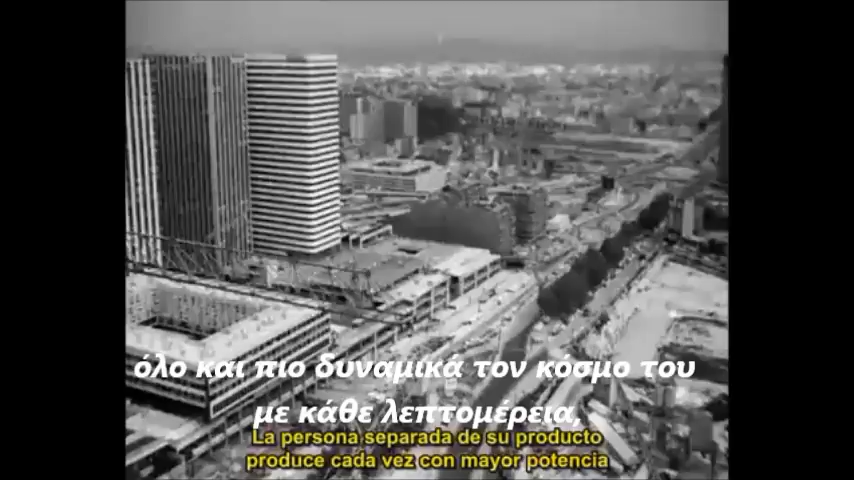 όλο και πιο δυναμικά τον κόσμο του
με κάθε λεπτομέρεια,
La persona separada de su producto
produce cada vez con mayor potencia